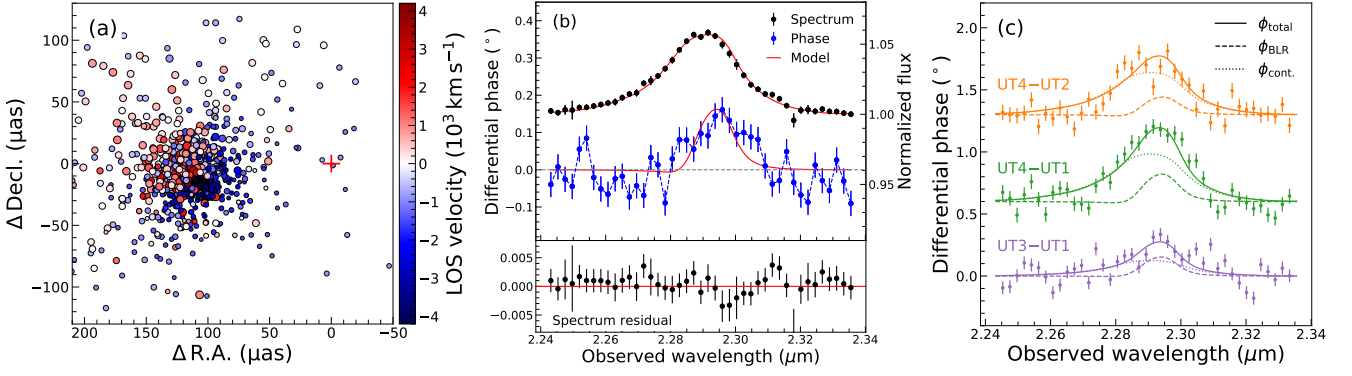 (a)
Δ Decl. (μas)
100
50
0
−50
−100
210
150
100
50
0
−50
Δ R.A. (μas)
4
3
2
1
0
−1
−2
−3
−4
LOS velocity (10³ km s⁻¹)
(b)
Spectrum
Phase
Model
Differential phase (°)
0.4
0.3
0.2
0.1
0.0
−0.1
Normalized flux
1.05
1.00
0.95
0.005
0.000
−0.005
Spectrum residual
2.24
2.26
2.28
2.30
2.32
2.34
Observed wavelength (μm)
(c)
ϕtotal
ϕBLR
ϕcont.
UT4−UT2
UT4−UT1
UT3−UT1
Differential phase (°)
2.0
1.5
1.0
0.5
0.0
−0.5
2.24
2.26
2.28
2.30
2.32
2.34
Observed wavelength (μm)